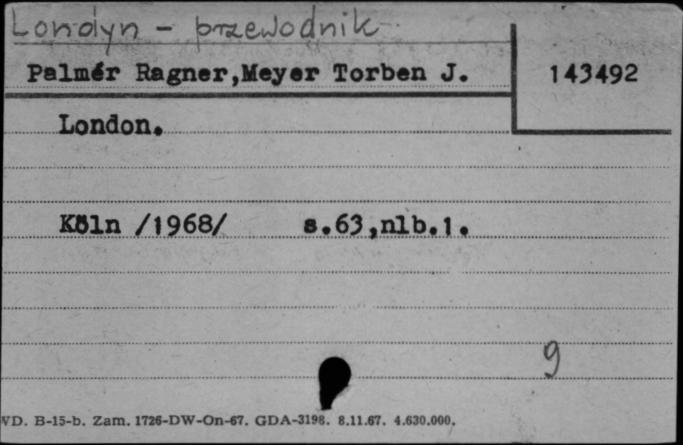 Londyn - przewodnik
Palmér Ragner,Meyer Torben J. 143492
London.
Köln /1968/ s.63,nlb.1.
9
VD. B-15-b. Zam. 1726-DW-On-67. GDA-3198. 8.11.67. 4.630.000.